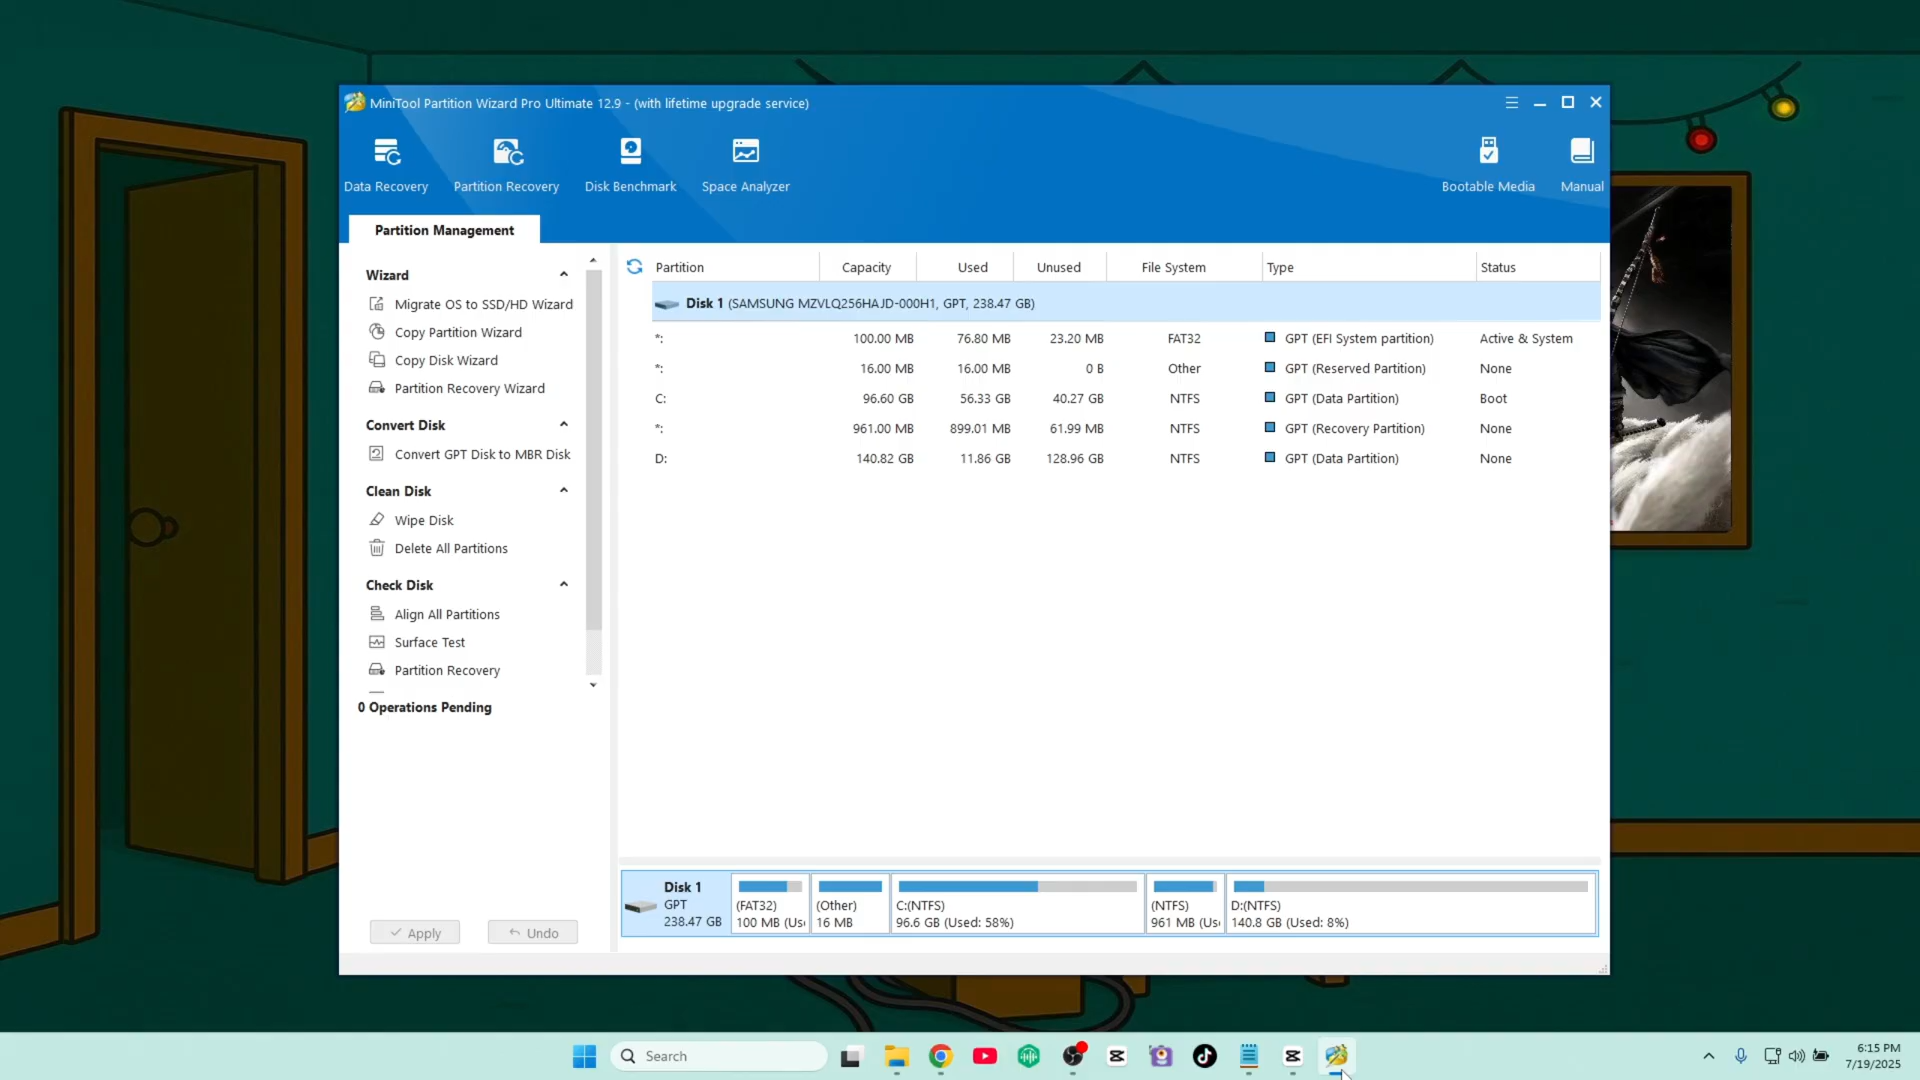 MiniTool Partition Wizard Pro Ultimate 12.9 - (with lifetime upgrade service)
Data Recovery
Partition Recovery
Disk Benchmark
Space Analyzer
Bootable Media
Manual
Partition Management
Wizard
Migrate OS to SSD/HD Wizard
Copy Partition Wizard
Copy Disk Wizard
Partition Recovery Wizard
Convert Disk
Convert GPT Disk to MBR Disk
Clean Disk
Wipe Disk
Delete All Partitions
Check Disk
Align All Partitions
Surface Test
Partition Recovery
0 Operations Pending
Apply
Undo
Partition Capacity Used Unused File System Type Status
Disk 1 (SAMSUNG MZVLQ256HAJD-000H1, GPT, 238.47 GB)
*: 100.00 MB 76.80 MB 23.20 MB FAT32 GPT (EFI System partition) Active & System
*: 16.00 MB 16.00 MB 0 B Other GPT (Reserved Partition) None
C: 96.60 GB 56.33 GB 40.27 GB NTFS GPT (Data Partition) Boot
*: 961.00 MB 899.01 MB 61.99 MB NTFS GPT (Recovery Partition) None
D: 140.82 GB 11.86 GB 128.96 GB NTFS GPT (Data Partition) None
Disk 1
GPT
238.47 GB
(FAT32)
100 MB (Us
(Other)
16 MB
C:(NTFS)
96.6 GB (Used: 58%)
(NTFS)
961 MB (Us
D:(NTFS)
140.8 GB (Used: 8%)
Search
6:15 PM
7/19/2025